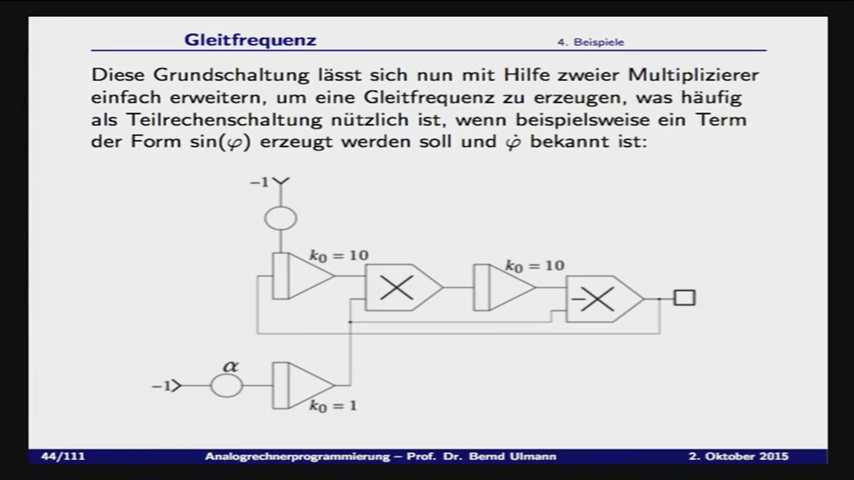 Gleitfrequenz
4. Beispiele
Diese Grundschaltung lässt sich nun mit Hilfe zweier Multiplizierer
einfach erweitern, um eine Gleitfrequenz zu erzeugen, was häufig
als Teilrechenschaltung nützlich ist, wenn beispielsweise ein Term
der Form sin(φ) erzeugt werden soll und φ̇ bekannt ist:
−1
k₀ = 10
k₀ = 10
−
α
−1
k₀ = 1
44/111
Analogrechnerprogrammierung – Prof. Dr. Bernd Ulmann
2. Oktober 2015